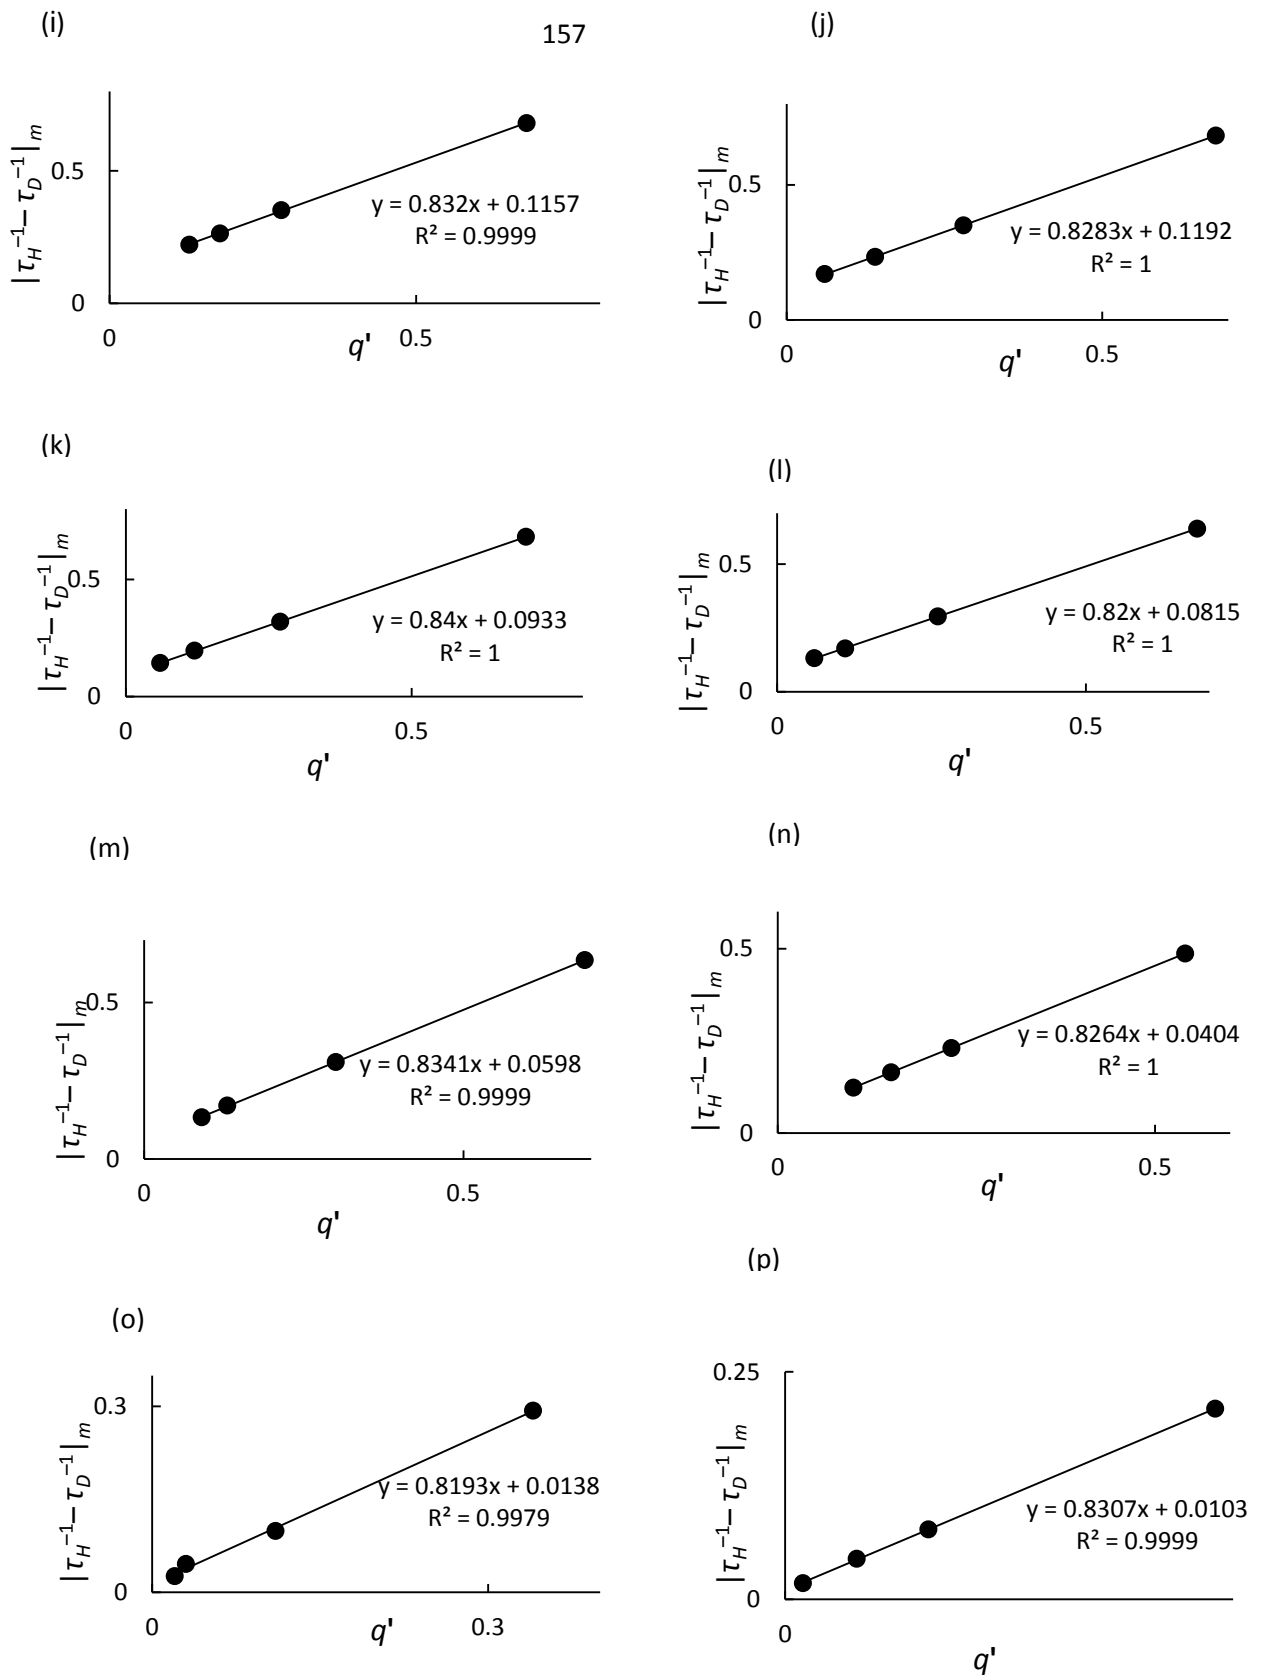 (i)
157
|τH−1− τD−1|m
0.5
0
y = 0.832x + 0.1157
R² = 0.9999
0
0.5
q'
(j)
|τH−1− τD−1|m
0.5
0
y = 0.8283x + 0.1192
R² = 1
0
0.5
q'
(k)
|τH−1− τD−1|m
0.5
0
y = 0.84x + 0.0933
R² = 1
0
0.5
q'
(l)
|τH−1− τD−1|m
0.5
0
y = 0.82x + 0.0815
R² = 1
0
0.5
q'
(m)
|τH−1− τD−1|m
0.5
0
y = 0.8341x + 0.0598
R² = 0.9999
0
0.5
q'
(n)
|τH−1− τD−1|m
0.5
0
y = 0.8264x + 0.0404
R² = 1
0
0.5
q'
(o)
|τH−1− τD−1|m
0.3
0
y = 0.8193x + 0.0138
R² = 0.9979
0
0.3
q'
(p)
|τH−1− τD−1|m
0.25
0
y = 0.8307x + 0.0103
R² = 0.9999
0
q'